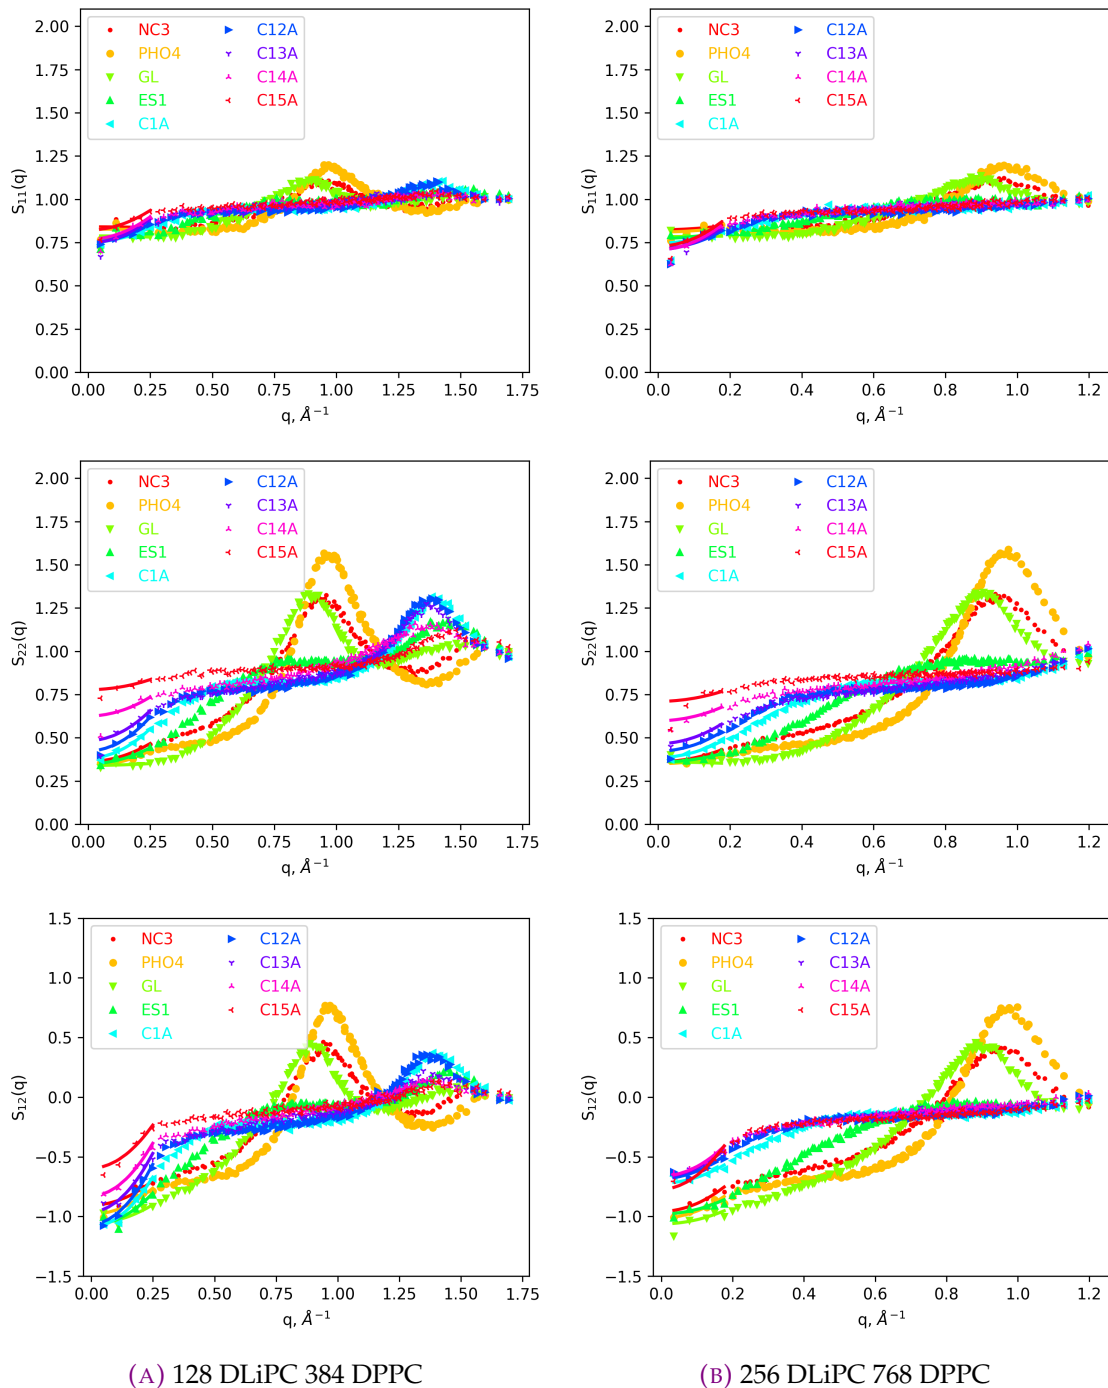 2.00
1.75
1.50
1.25
1.00
0.75
0.50
0.25
0.00
S11(q)
NC3
PHO4
GL
ES1
C1A
C12A
C13A
C14A
C15A
0.00 0.25 0.50 0.75 1.00 1.25 1.50 1.75
q, Å⁻¹
2.00
1.75
1.50
1.25
1.00
0.75
0.50
0.25
0.00
S11(q)
NC3
PHO4
GL
ES1
C1A
C12A
C13A
C14A
C15A
0.0 0.2 0.4 0.6 0.8 1.0 1.2
q, Å⁻¹
2.00
1.75
1.50
1.25
1.00
0.75
0.50
0.25
0.00
S22(q)
NC3
PHO4
GL
ES1
C1A
C12A
C13A
C14A
C15A
0.00 0.25 0.50 0.75 1.00 1.25 1.50 1.75
q, Å⁻¹
2.00
1.75
1.50
1.25
1.00
0.75
0.50
0.25
0.00
S22(q)
NC3
PHO4
GL
ES1
C1A
C12A
C13A
C14A
C15A
0.0 0.2 0.4 0.6 0.8 1.0 1.2
q, Å⁻¹
1.5
1.0
0.5
0.0
−0.5
−1.0
−1.5
S12(q)
NC3
PHO4
GL
ES1
C1A
C12A
C13A
C14A
C15A
0.00 0.25 0.50 0.75 1.00 1.25 1.50 1.75
q, Å⁻¹
1.5
1.0
0.5
0.0
−0.5
−1.0
−1.5
S12(q)
NC3
PHO4
GL
ES1
C1A
C12A
C13A
C14A
C15A
0.0 0.2 0.4 0.6 0.8 1.0 1.2
q, Å⁻¹
(A) 128 DLiPC 384 DPPC
(B) 256 DLiPC 768 DPPC